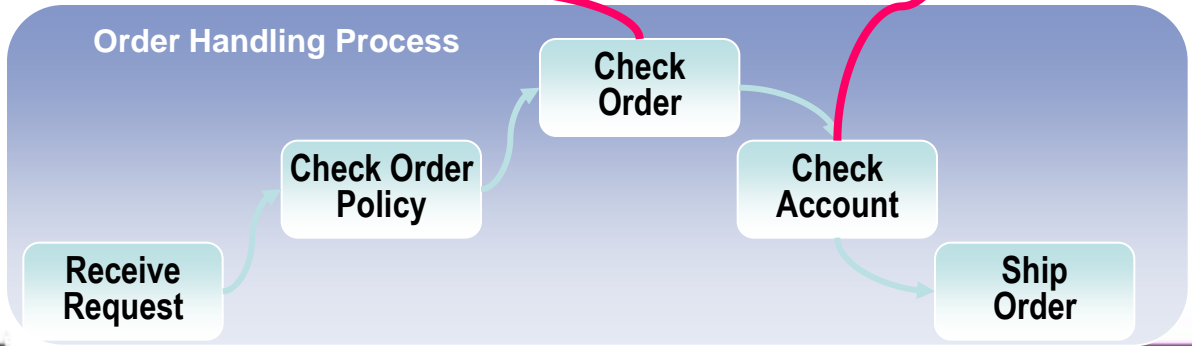 Order Handling Process
Check
Order
Check Order
Policy
Check
Account
Receive
Request
Ship
Order